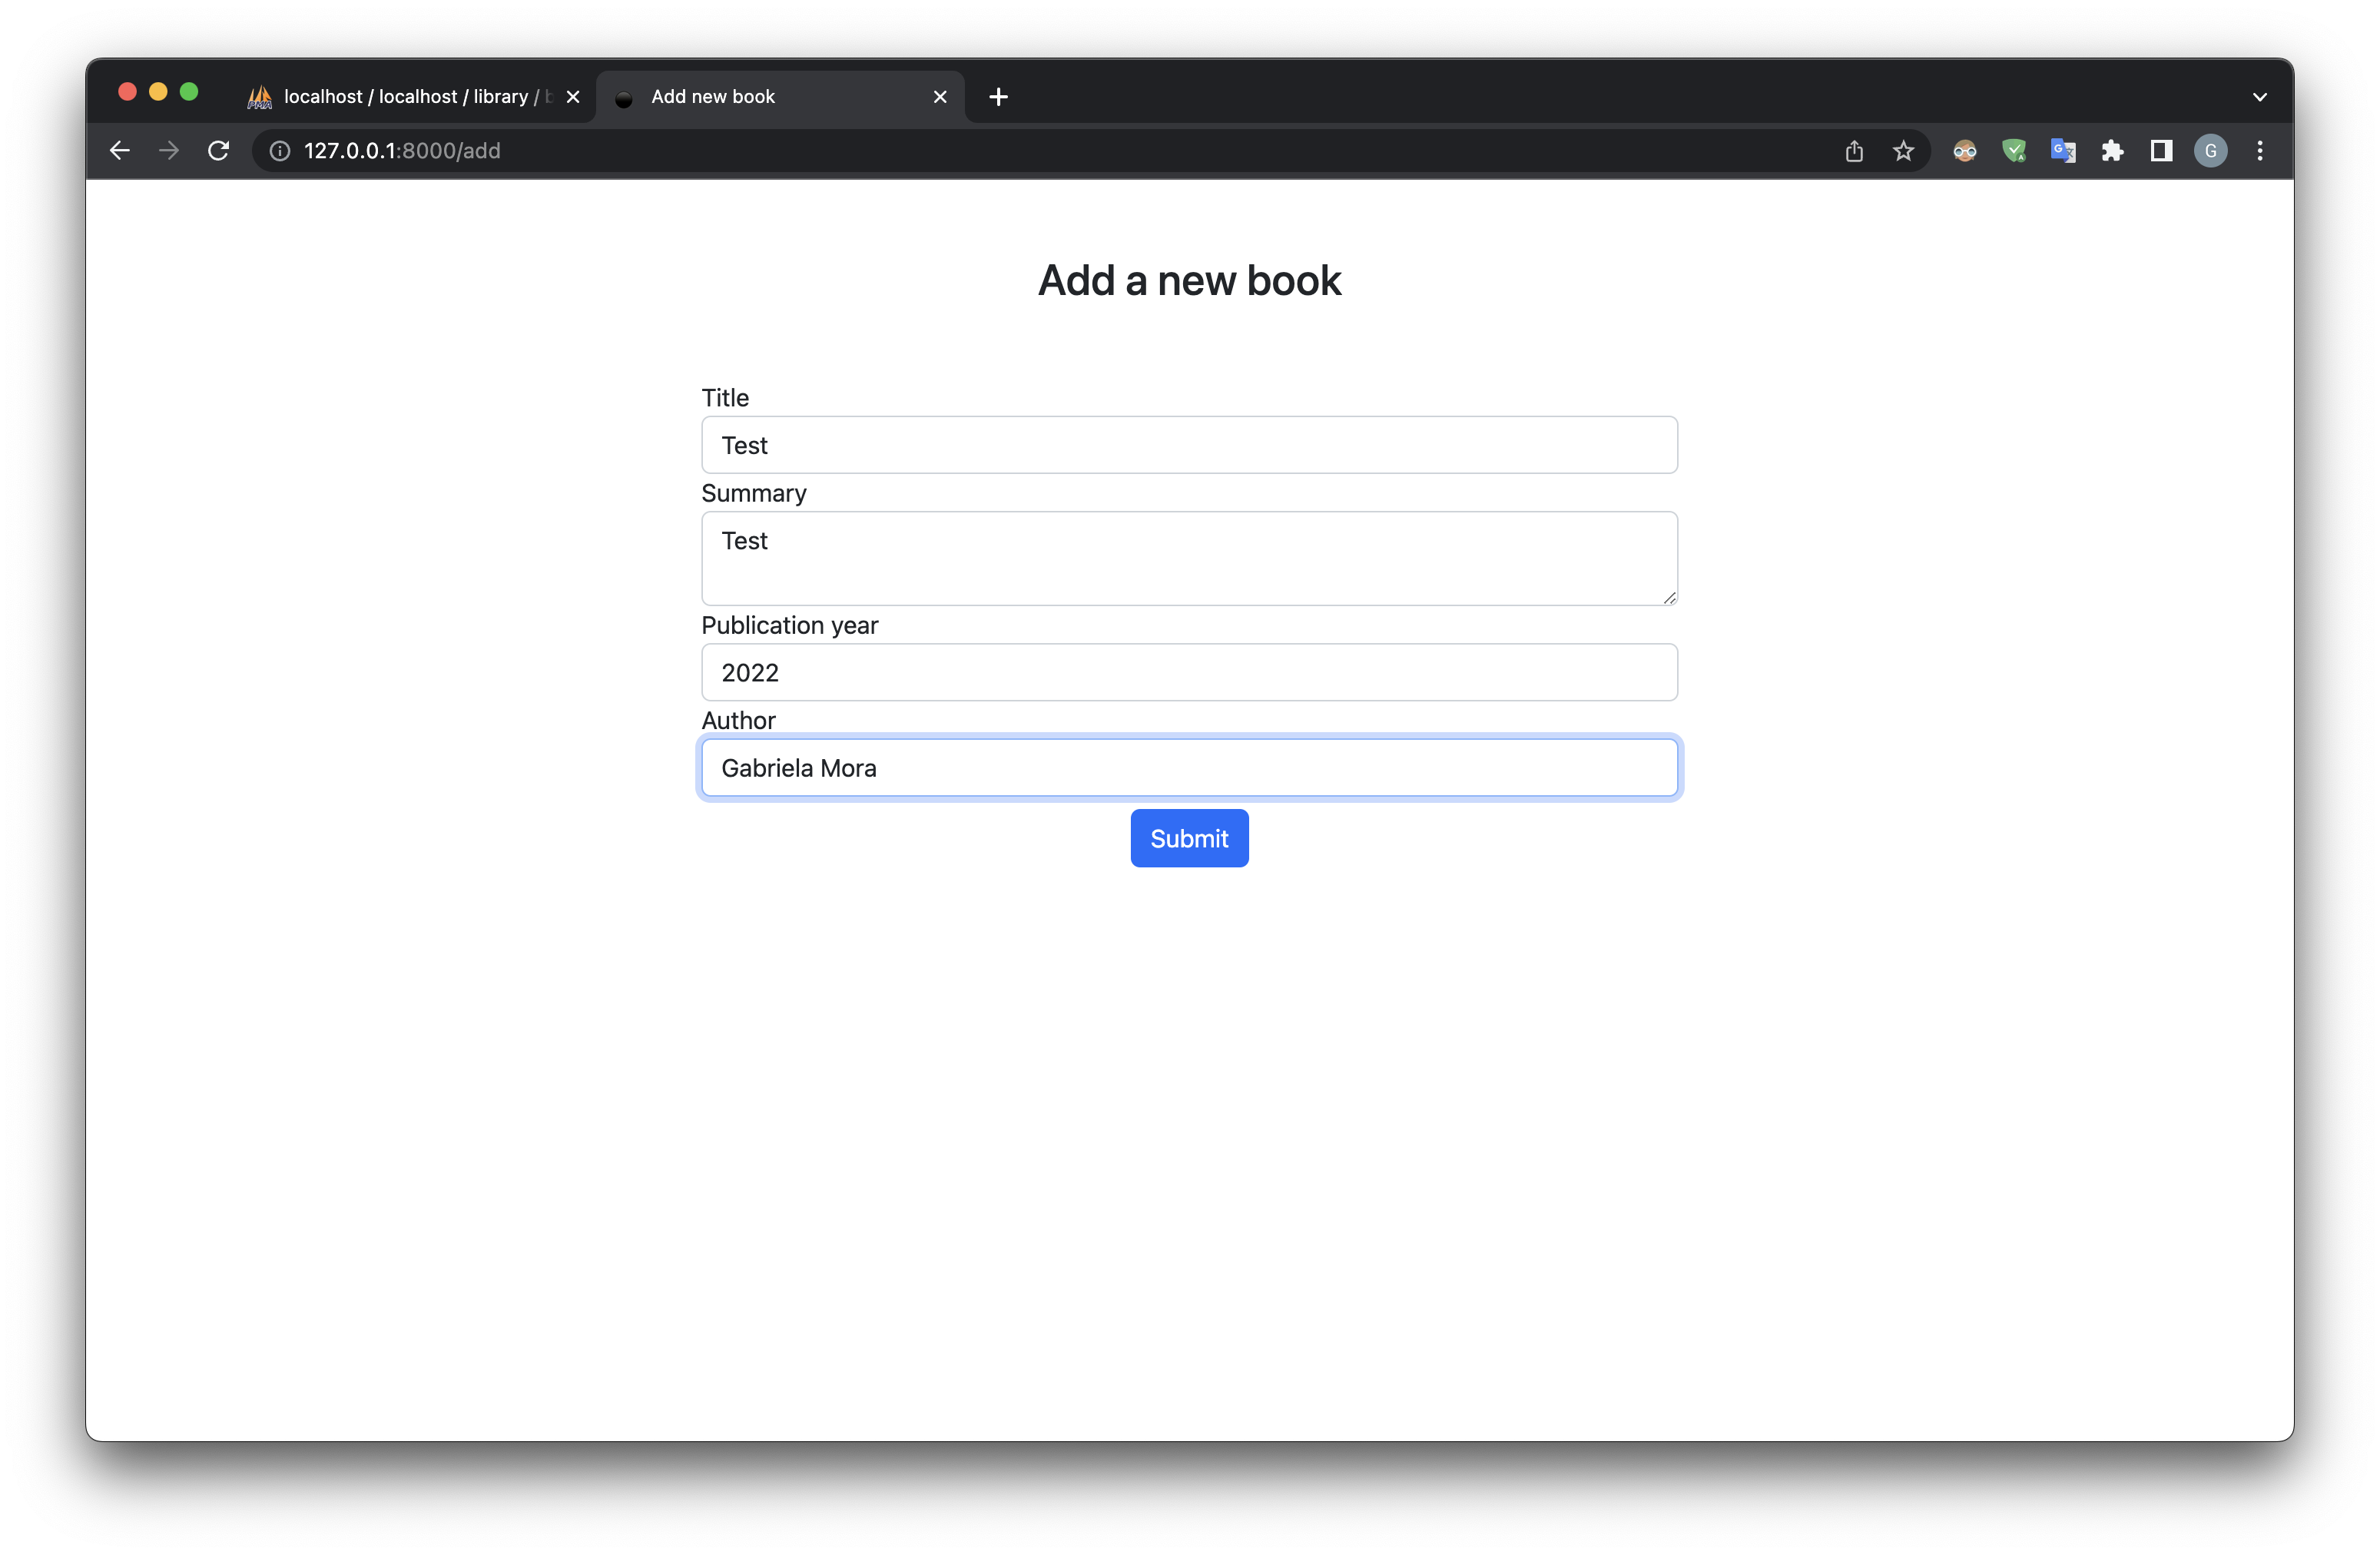 localhost / localhost / library / b
Add new book
127.0.0.1:8000/add
G
Add a new book
Title
Test
Summary
Test
Publication year
2022
Author
Gabriela Mora
Submit